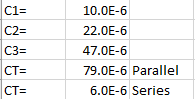 C1= 10.0E-6
C2= 22.0E-6
C3= 47.0E-6
CT= 79.0E-6 Parallel
CT= 6.0E-6 Series